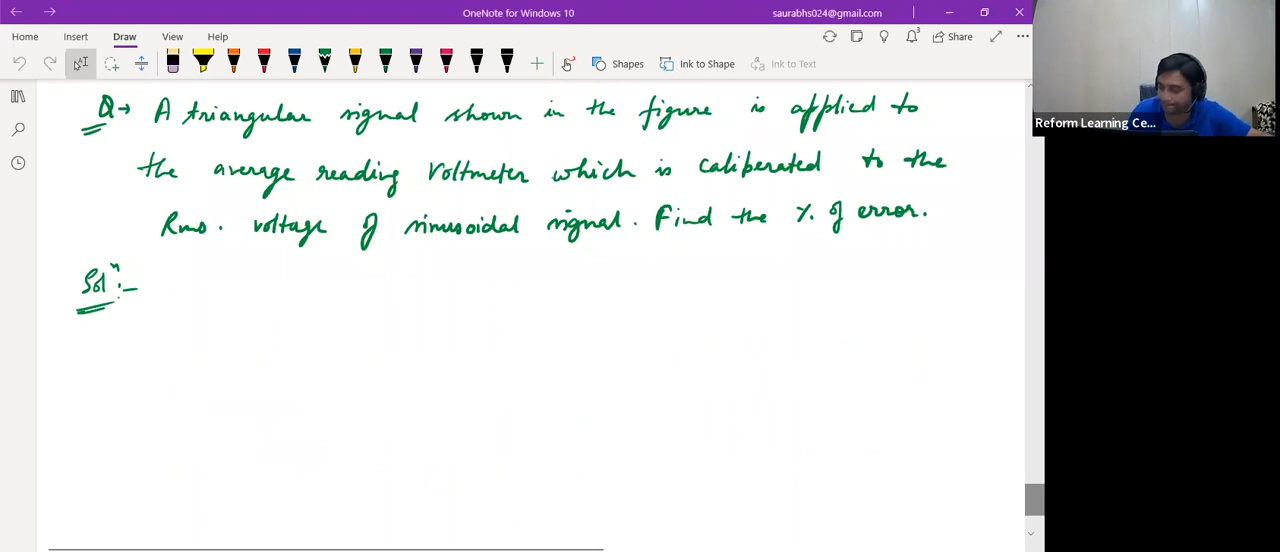 OneNote for Windows 10
saurabhs024@gmail.com
Home Insert Draw View Help
3 Share
Shapes Ink to Shape Ink to Text
Reform Learning Ce...
Q→ A triangular signal shown in the figure is applied to
the average reading Voltmeter which is caliberated to the
Rms. voltage of sinusoidal signal. Find the % of error.
Solⁿ:-